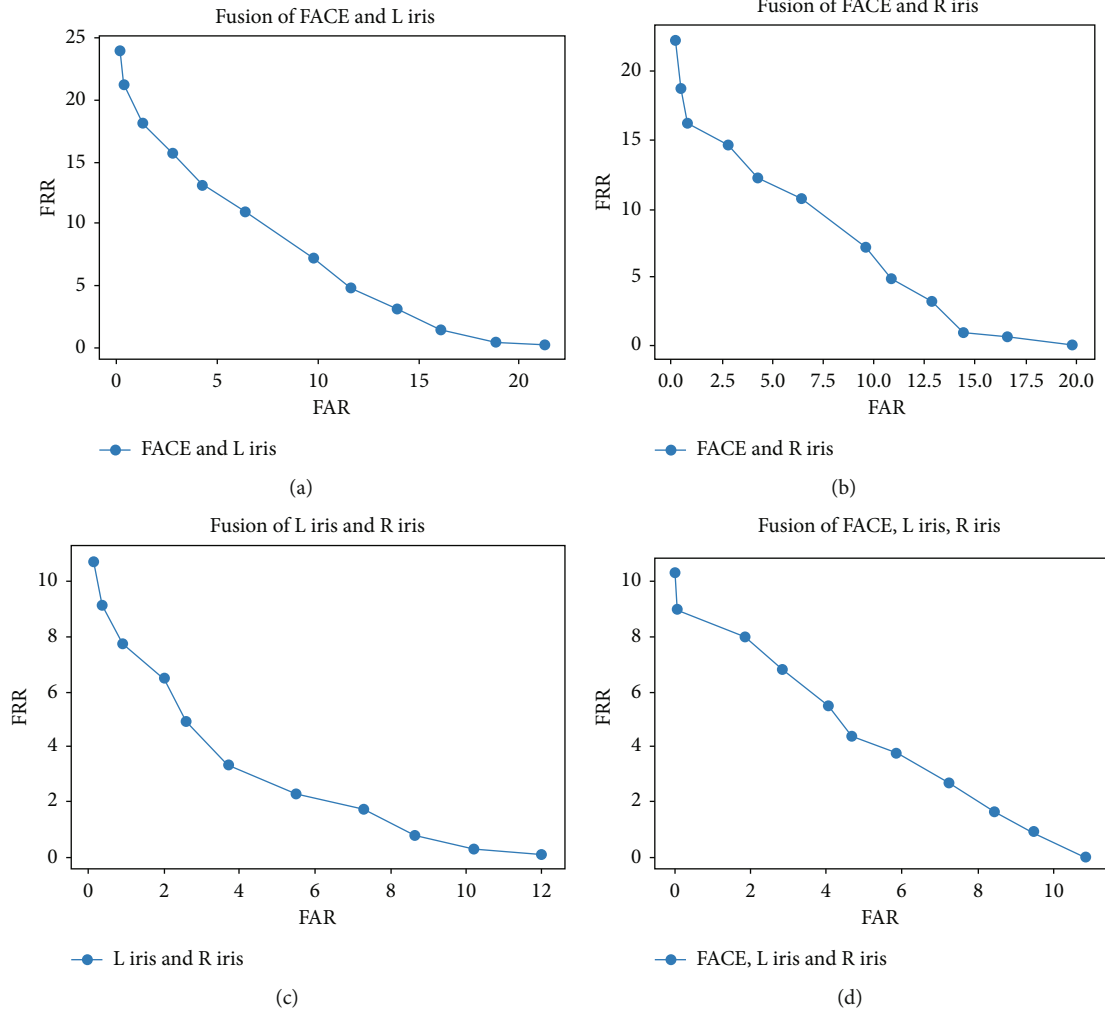 Fusion of FACE and L iris
25
20
15
10
5
0
FRR
0 5 10 15 20
FAR
FACE and L iris
(a)
Fusion of FACE and R iris
20
15
10
5
0
FRR
0.0 2.5 5.0 7.5 10.0 12.5 15.0 17.5 20.0
FAR
FACE and R iris
(b)
Fusion of L iris and R iris
10
8
6
4
2
0
FRR
0 2 4 6 8 10 12
FAR
L iris and R iris
(c)
Fusion of FACE, L iris, R iris
10
8
6
4
2
0
FRR
0 2 4 6 8 10
FAR
FACE, L iris and R iris
(d)